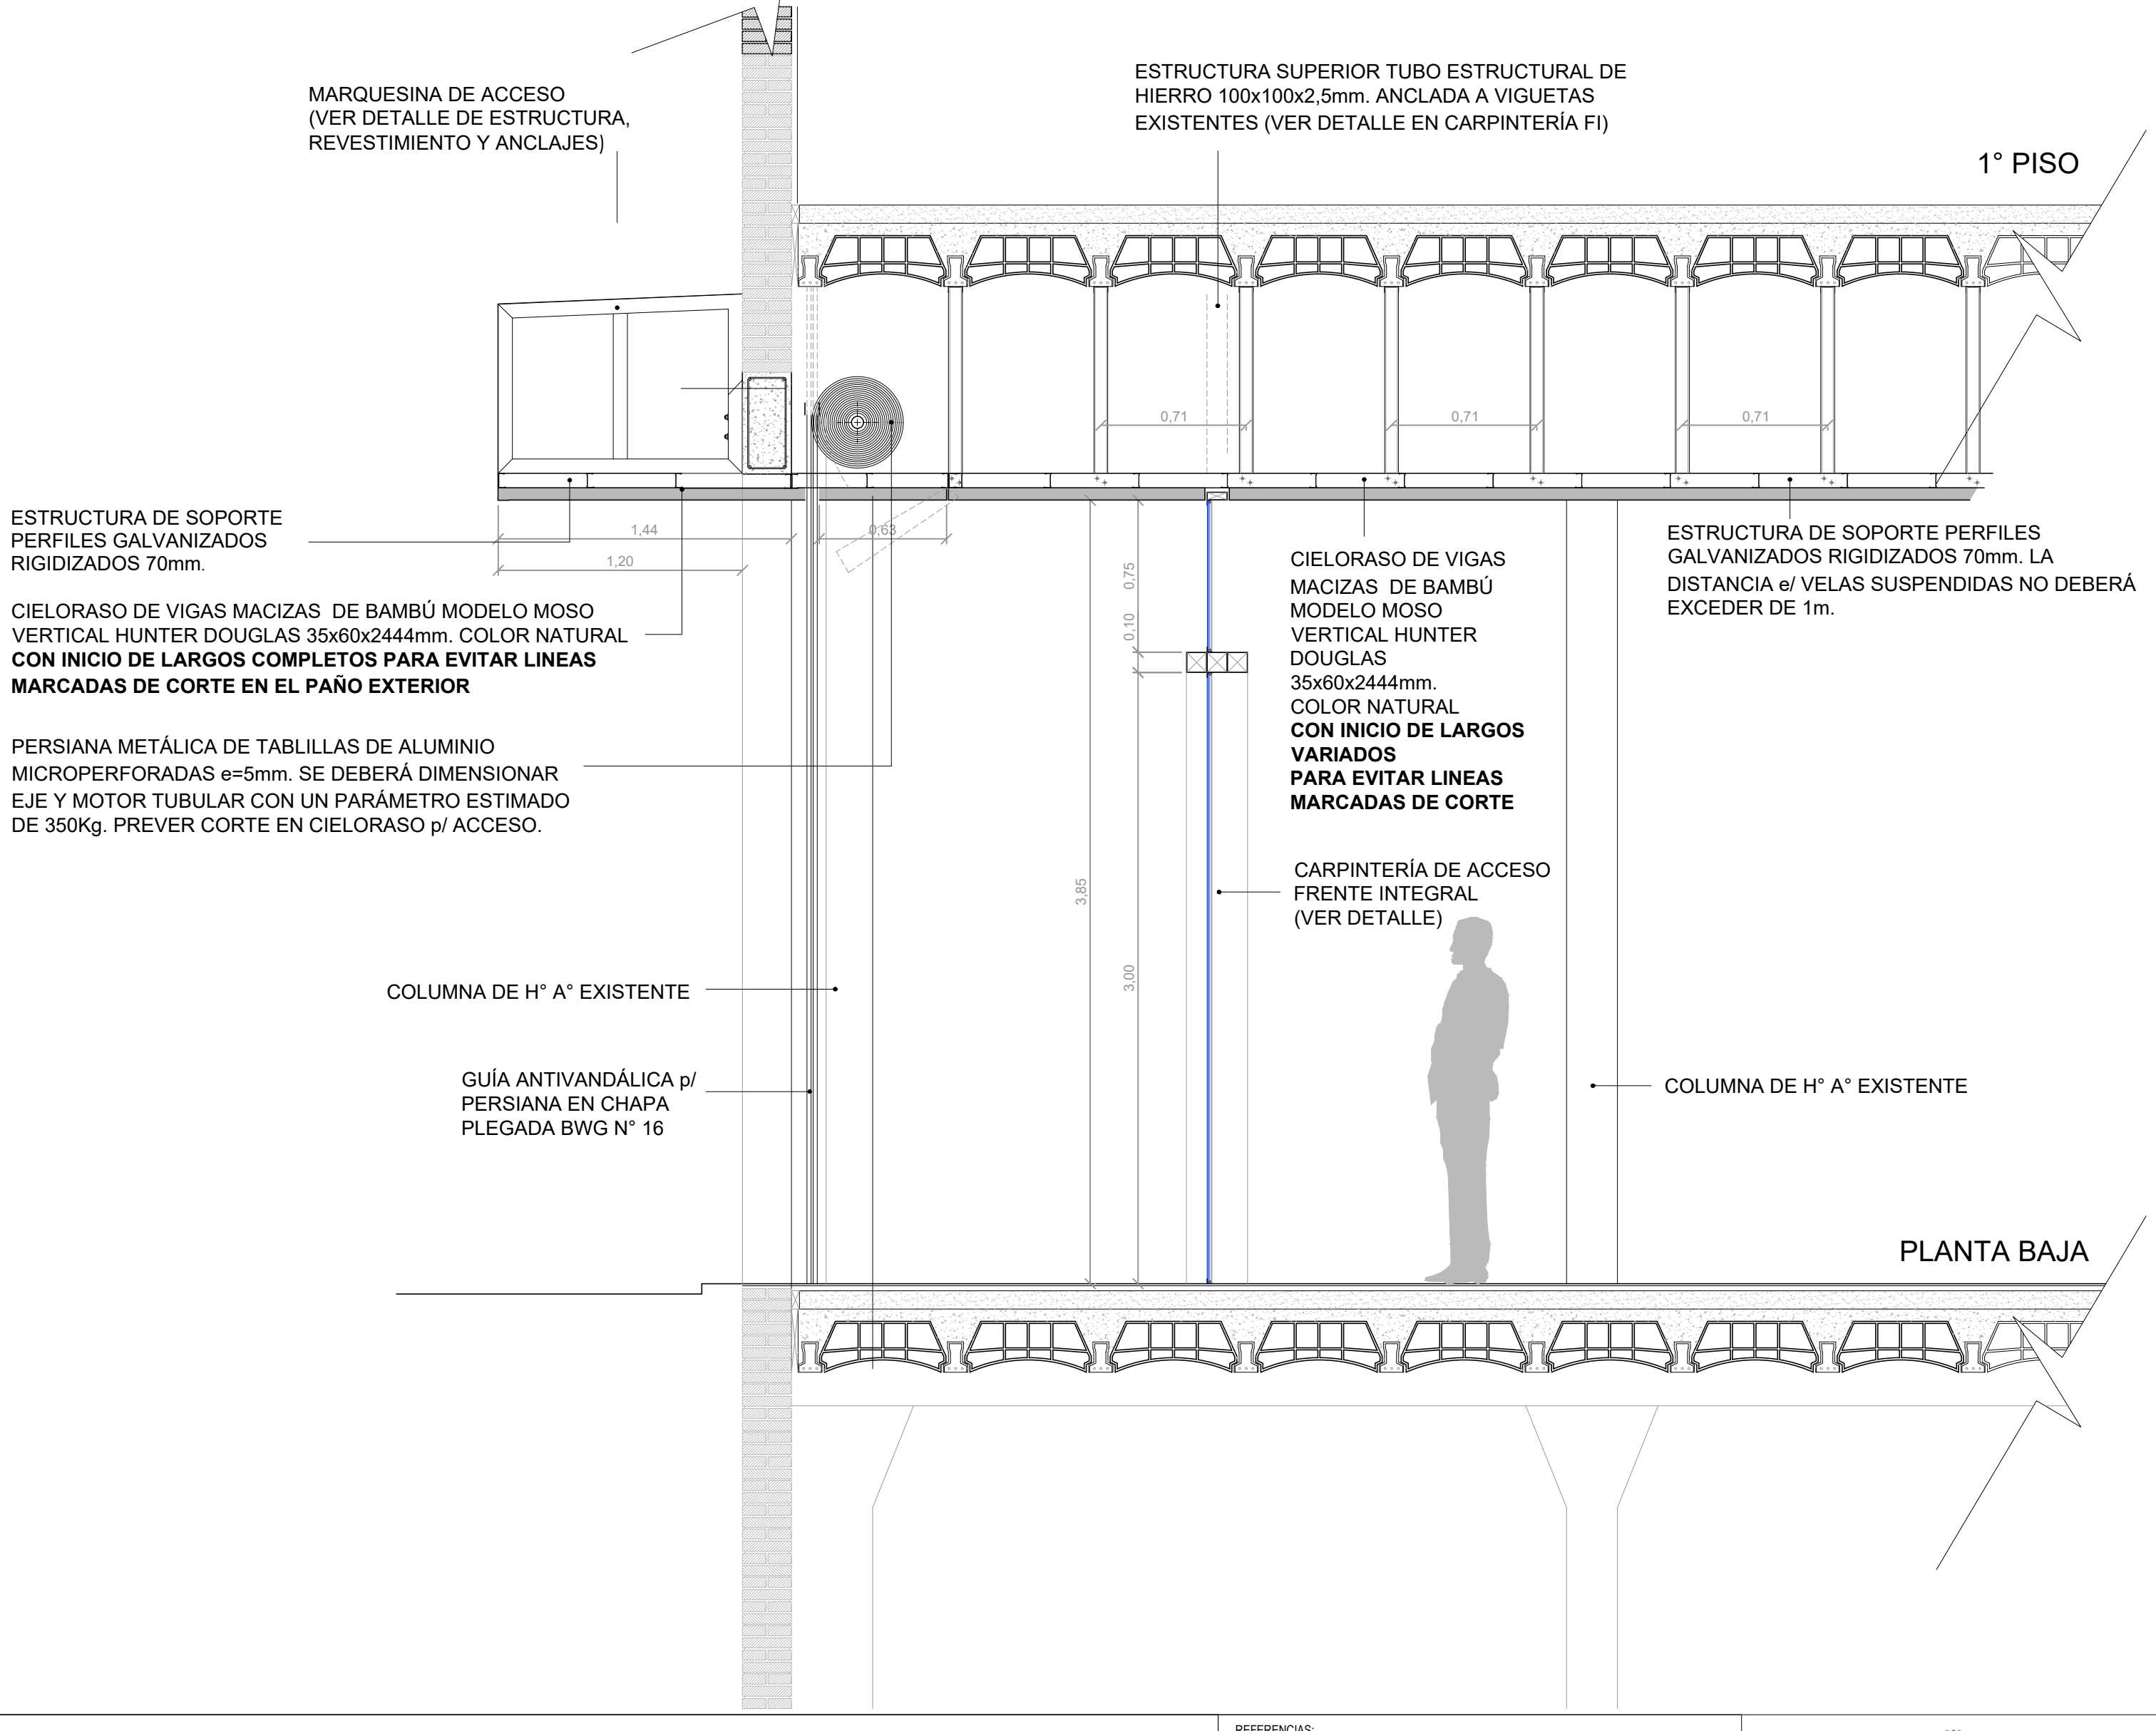 MARQUESINA DE ACCESO
(VER DETALLE DE ESTRUCTURA,
REVESTIMIENTO Y ANCLAJES)
ESTRUCTURA SUPERIOR TUBO ESTRUCTURAL DE
HIERRO 100x100x2,5mm. ANCLADA A VIGUETAS
EXISTENTES (VER DETALLE EN CARPINTERÍA FI)
1° PISO
0,71
0,71
0,71
ESTRUCTURA DE SOPORTE
PERFILES GALVANIZADOS
RIGIDIZADOS 70mm.
1,44
0,63
1,20
CIELORASO DE VIGAS MACIZAS DE BAMBÚ MODELO MOSO
VERTICAL HUNTER DOUGLAS 35x60x2444mm. COLOR NATURAL
CON INICIO DE LARGOS COMPLETOS PARA EVITAR LINEAS
MARCADAS DE CORTE EN EL PAÑO EXTERIOR
PERSIANA METÁLICA DE TABLILLAS DE ALUMINIO
MICROPERFORADAS e=5mm. SE DEBERÁ DIMENSIONAR
EJE Y MOTOR TUBULAR CON UN PARÁMETRO ESTIMADO
DE 350Kg. PREVER CORTE EN CIELORASO p/ ACCESO.
0,75
0,10
3,85
3,00
CIELORASO DE VIGAS
MACIZAS DE BAMBÚ
MODELO MOSO
VERTICAL HUNTER
DOUGLAS
35x60x2444mm.
COLOR NATURAL
CON INICIO DE LARGOS
VARIADOS
PARA EVITAR LINEAS
MARCADAS DE CORTE
ESTRUCTURA DE SOPORTE PERFILES
GALVANIZADOS RIGIDIZADOS 70mm. LA
DISTANCIA e/ VELAS SUSPENDIDAS NO DEBERÁ
EXCEDER DE 1m.
CARPINTERÍA DE ACCESO
FRENTE INTEGRAL
(VER DETALLE)
COLUMNA DE H° A° EXISTENTE
GUÍA ANTIVANDÁLICA p/
PERSIANA EN CHAPA
PLEGADA BWG N° 16
COLUMNA DE H° A° EXISTENTE
PLANTA BAJA
REFERENCIAS: